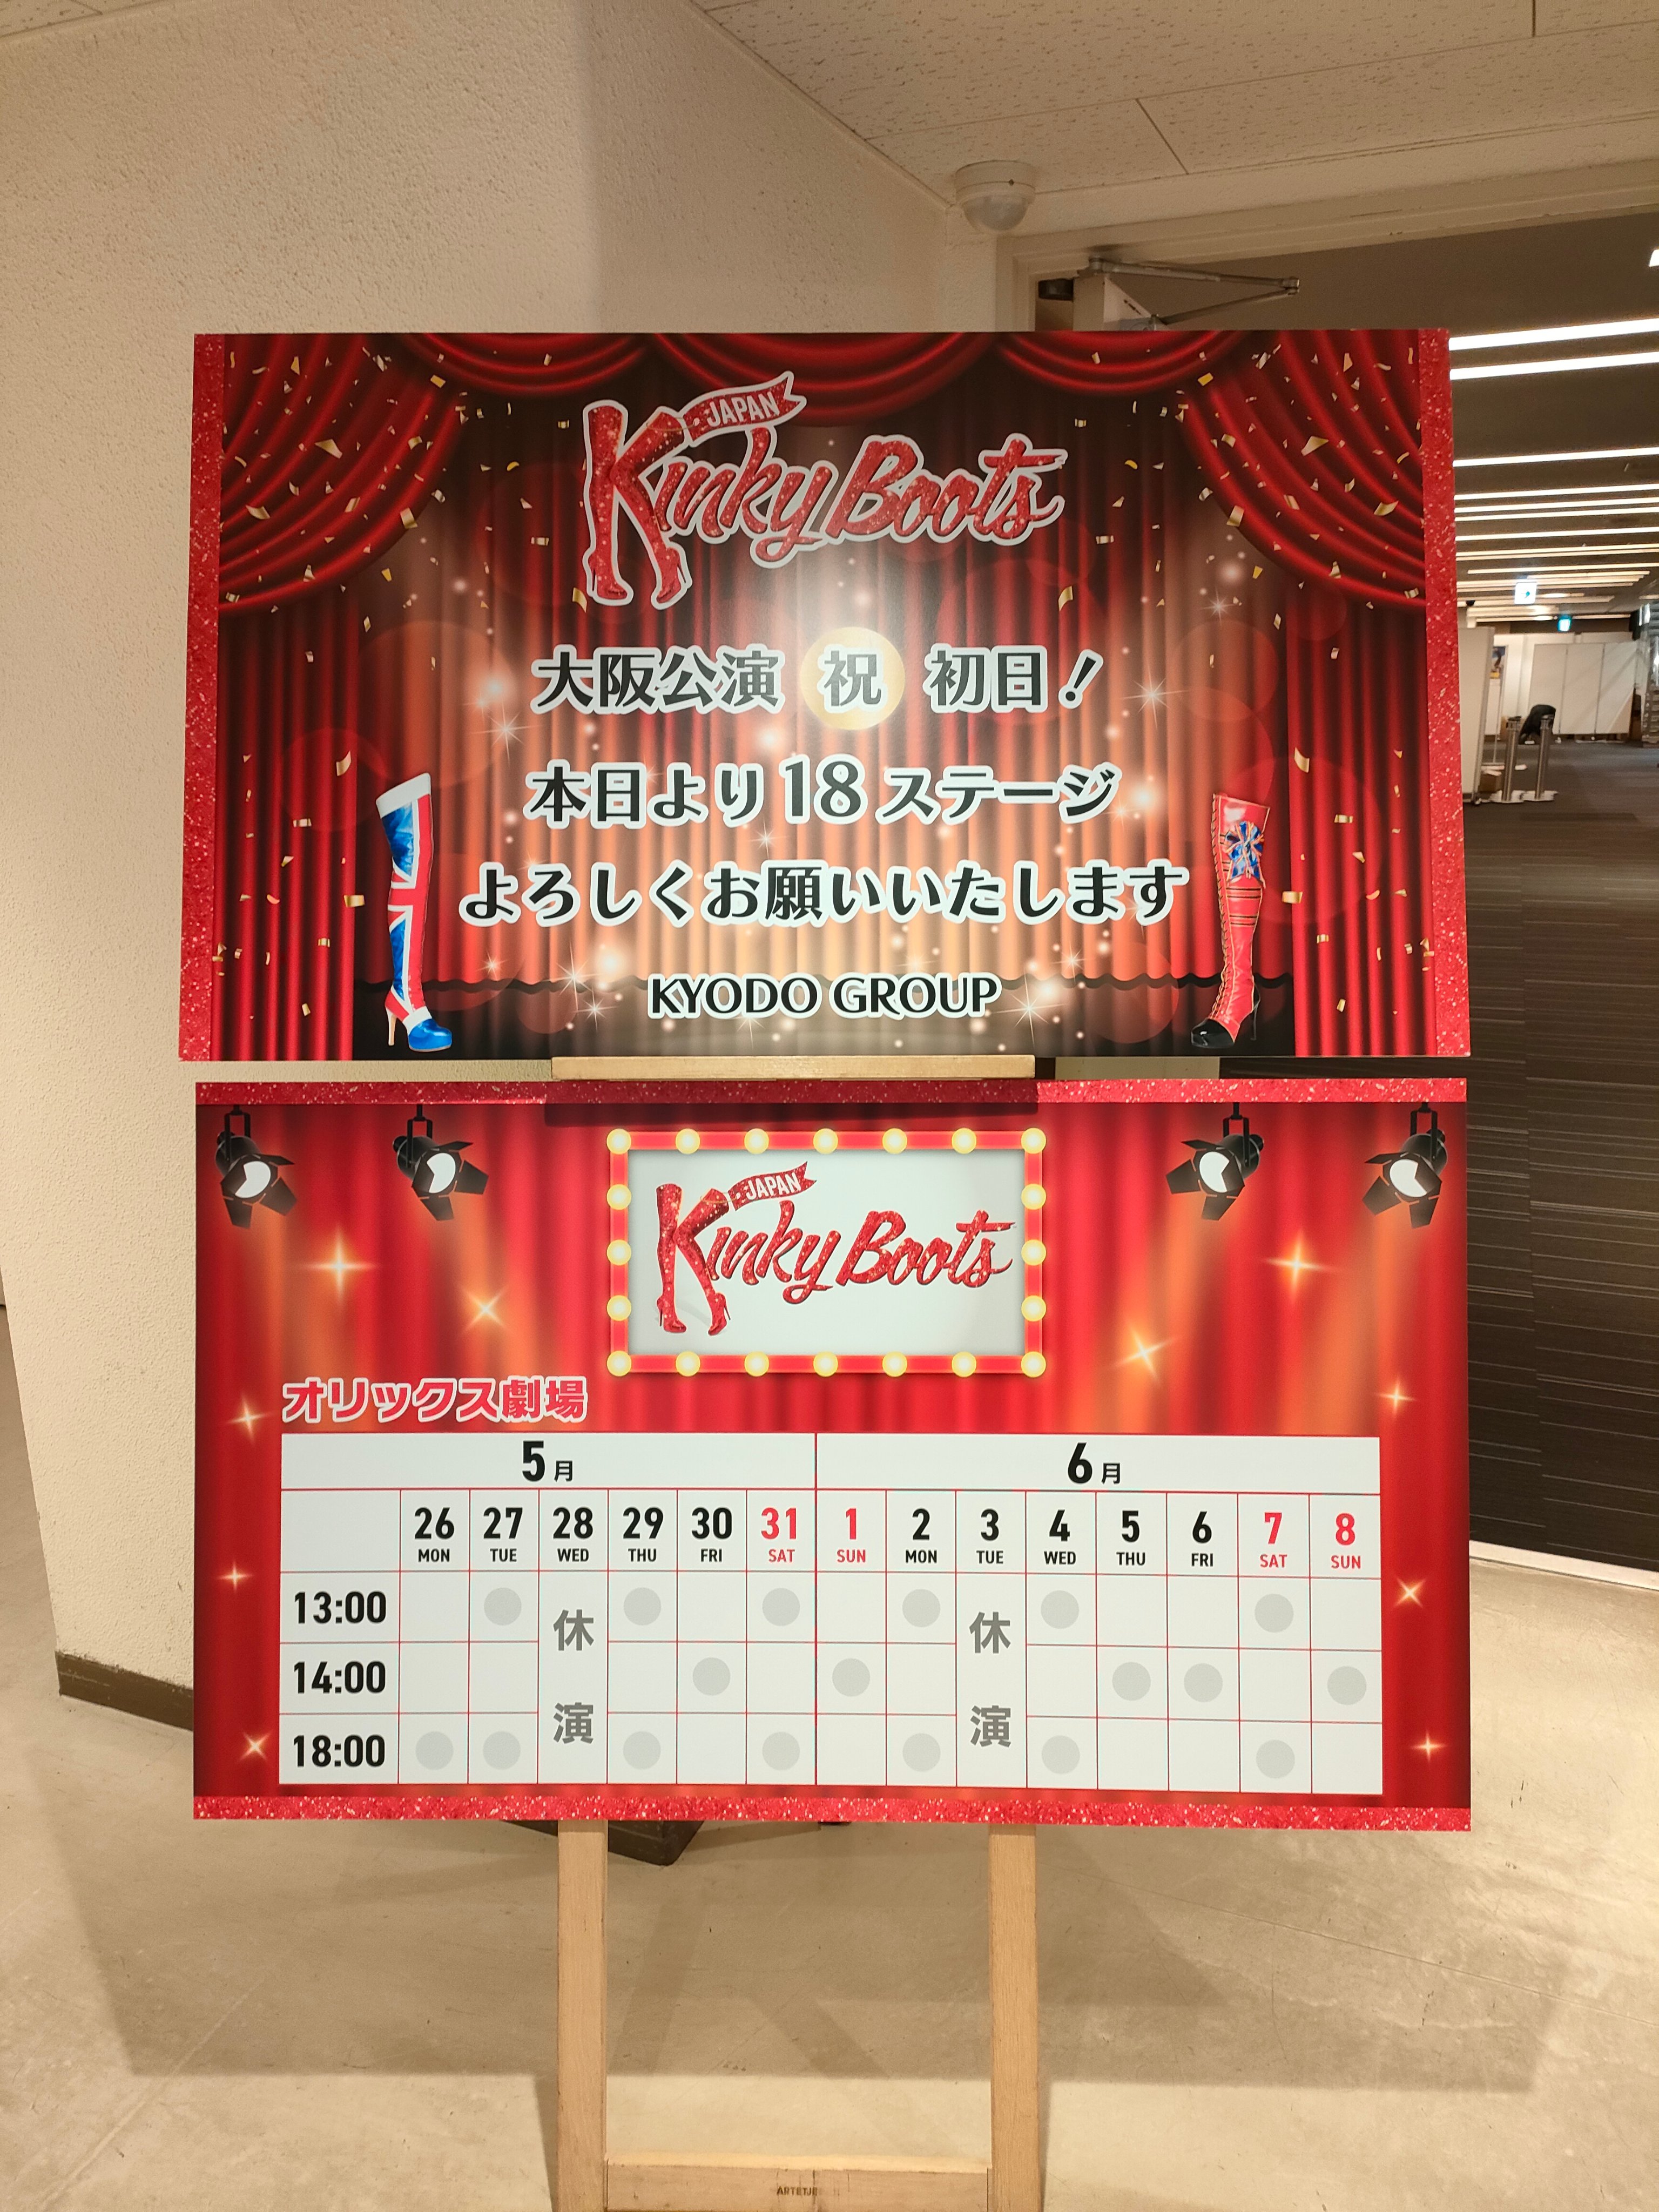 JAPAN
Kinky Boots
大阪公演 祝 初日！
本日より18ステージ
よろしくお願いいたします
KYODO GROUP
JAPAN
Kinky Boots
オリックス劇場
5月 6月
26 27 28 29 30 31 1 2 3 4 5 6 7 8
MON TUE WED THU FRI SAT SUN MON TUE WED THU FRI SAT SUN
13:00
14:00
18:00
休演
休演